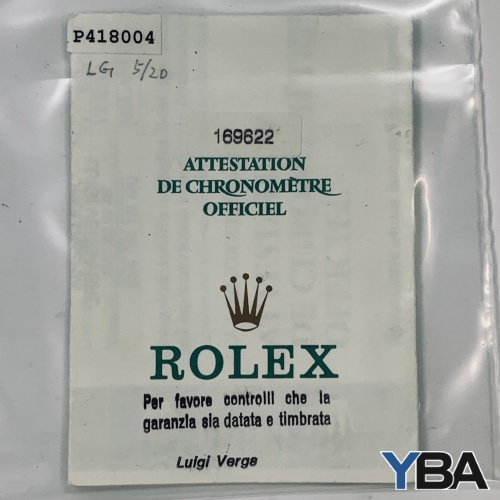 P418004
LG 5/20
169622
ATTESTATION
DE CHRONOMÈTRE
OFFICIEL
ROLEX
Per favore controlli che la
garanzia sia datata e timbrata
Luigi Verga
YBA